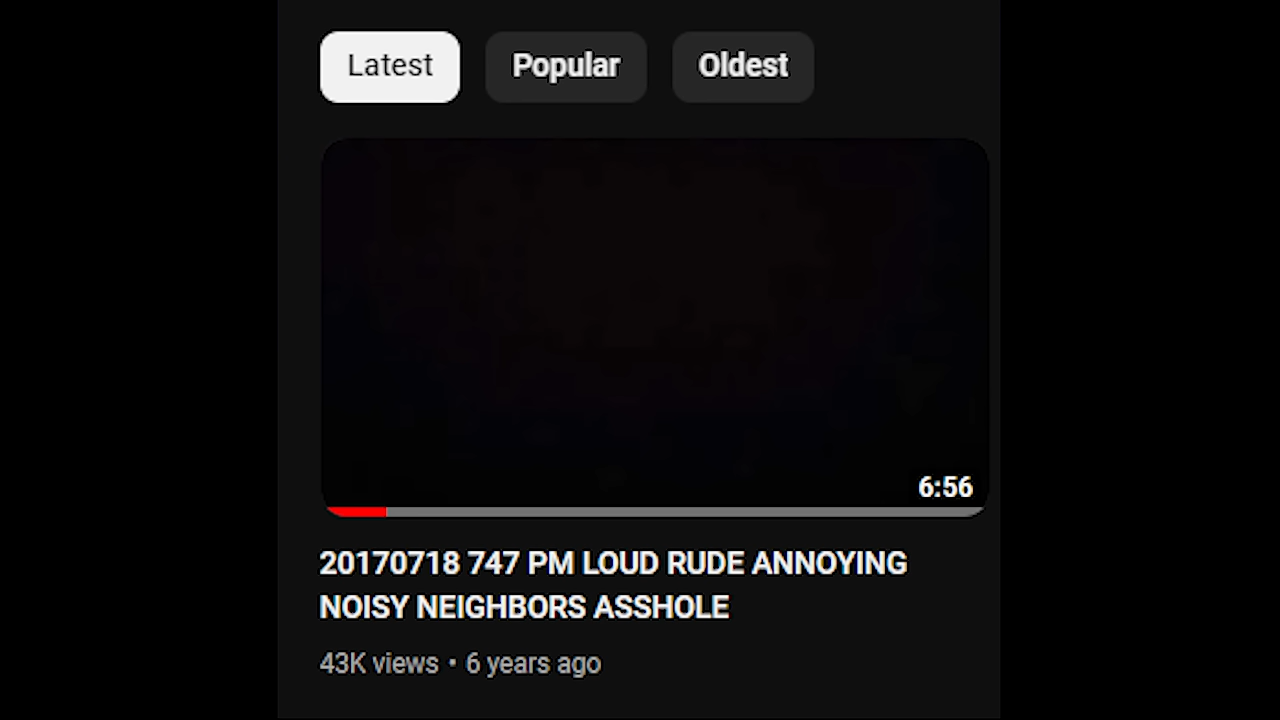 Latest Popular Oldest
6:56
20170718 747 PM LOUD RUDE ANNOYING
NOISY NEIGHBORS ASSHOLE
43K views • 6 years ago